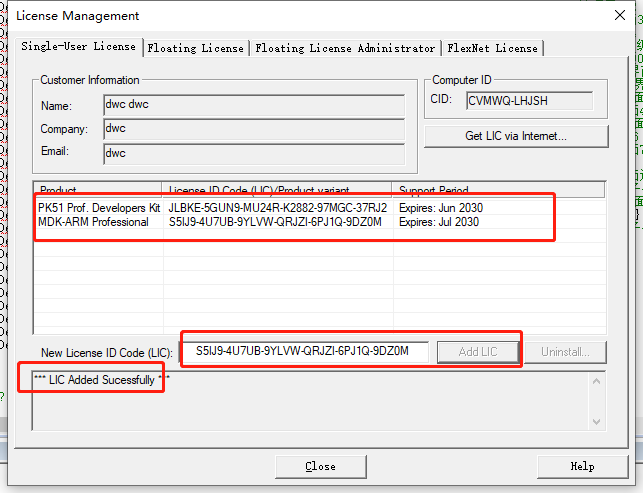 License Management
Single-User License
Floating License
Floating License Administrator
FlexNet License
Customer Information
Name:
dwc dwc
Company:
dwc
Email:
dwc
Computer ID
CID:
CVMWQ-LHJSH
Get LIC via Internet...
Product
License ID Code (LIC)/Product variant
Support Period
PK51 Prof. Developers Kit JLBKE-5GUN9-MU24R-K2882-97MGC-37RJ2 Expires: Jun 2030
MDK-ARM Professional S5IJ9-4U7UB-9YLVW-QRJZI-6PJ1Q-9DZ0M Expires: Jul 2030
New License ID Code (LIC):
S5IJ9-4U7UB-9YLVW-QRJZI-6PJ1Q-9DZ0M
Add LIC
Uninstall...
*** LIC Added Sucessfully ***
Close
Help